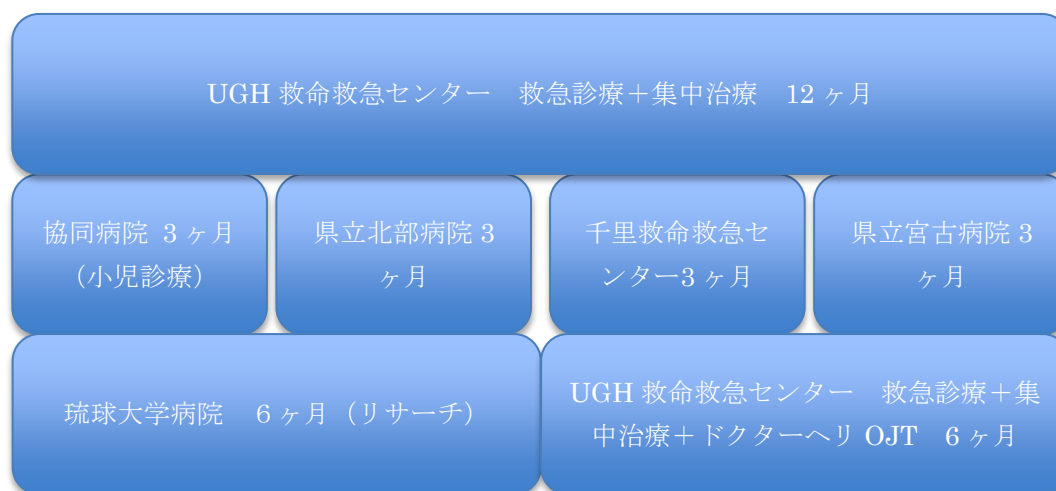 UGH 救命救急センター　救急診療＋集中治療　12 ヶ月
協同病院 3 ヶ月
（小児診療）
県立北部病院 3
ヶ月
千里救命救急セ
ンター3 ヶ月
県立宮古病院 3
ヶ月
琉球大学病院　6 ヶ月（リサーチ）
UGH 救命救急センター　救急診療＋集
中治療＋ドクターヘリ OJT　6 ヶ月